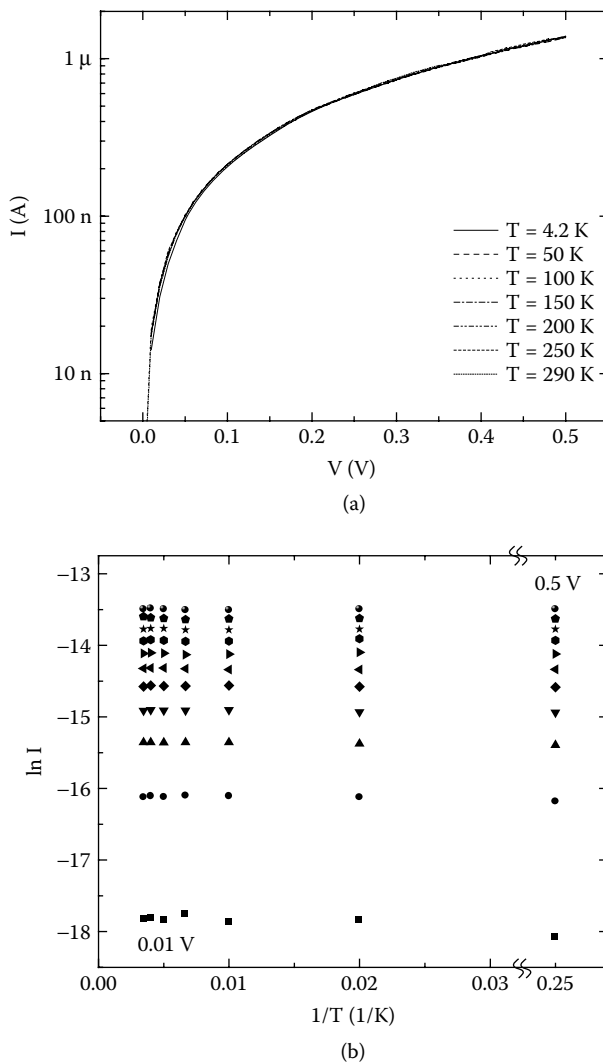 1 μ
100 n
10 n
I (A)
T = 4.2 K
T = 50 K
T = 100 K
T = 150 K
T = 200 K
T = 250 K
T = 290 K
0.0 0.1 0.2 0.3 0.4 0.5
V (V)
(a)
−13
−14
−15
−16
−17
−18
ln I
0.5 V
0.01 V
0.00 0.01 0.02 0.03 0.25
1/T (1/K)
(b)